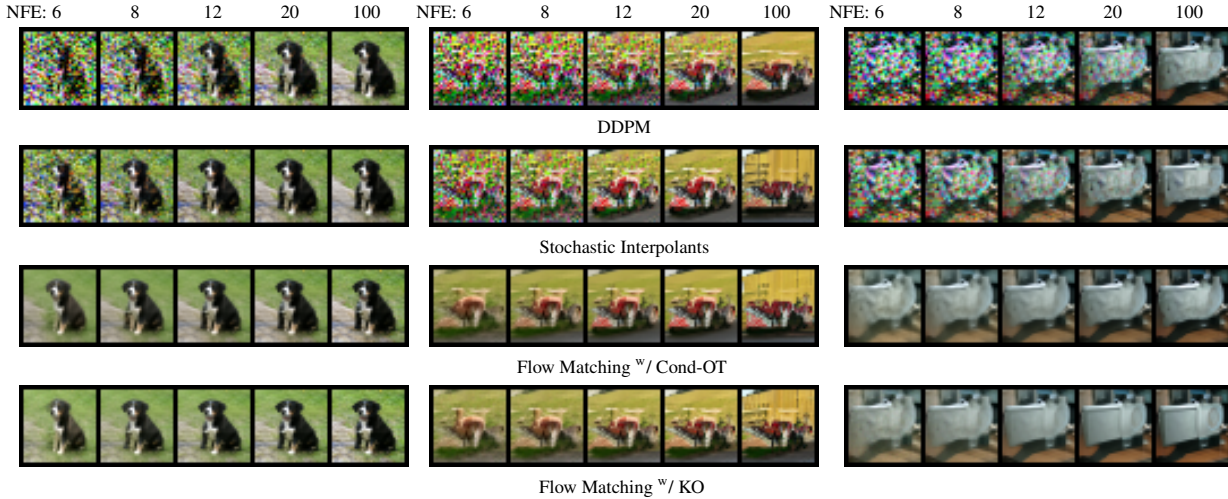 NFE: 6 8 12 20 100 NFE: 6 8 12 20 100 NFE: 6 8 12 20 100
DDPM
Stochastic Interpolants
Flow Matching w/ Cond-OT
Flow Matching w/ KO